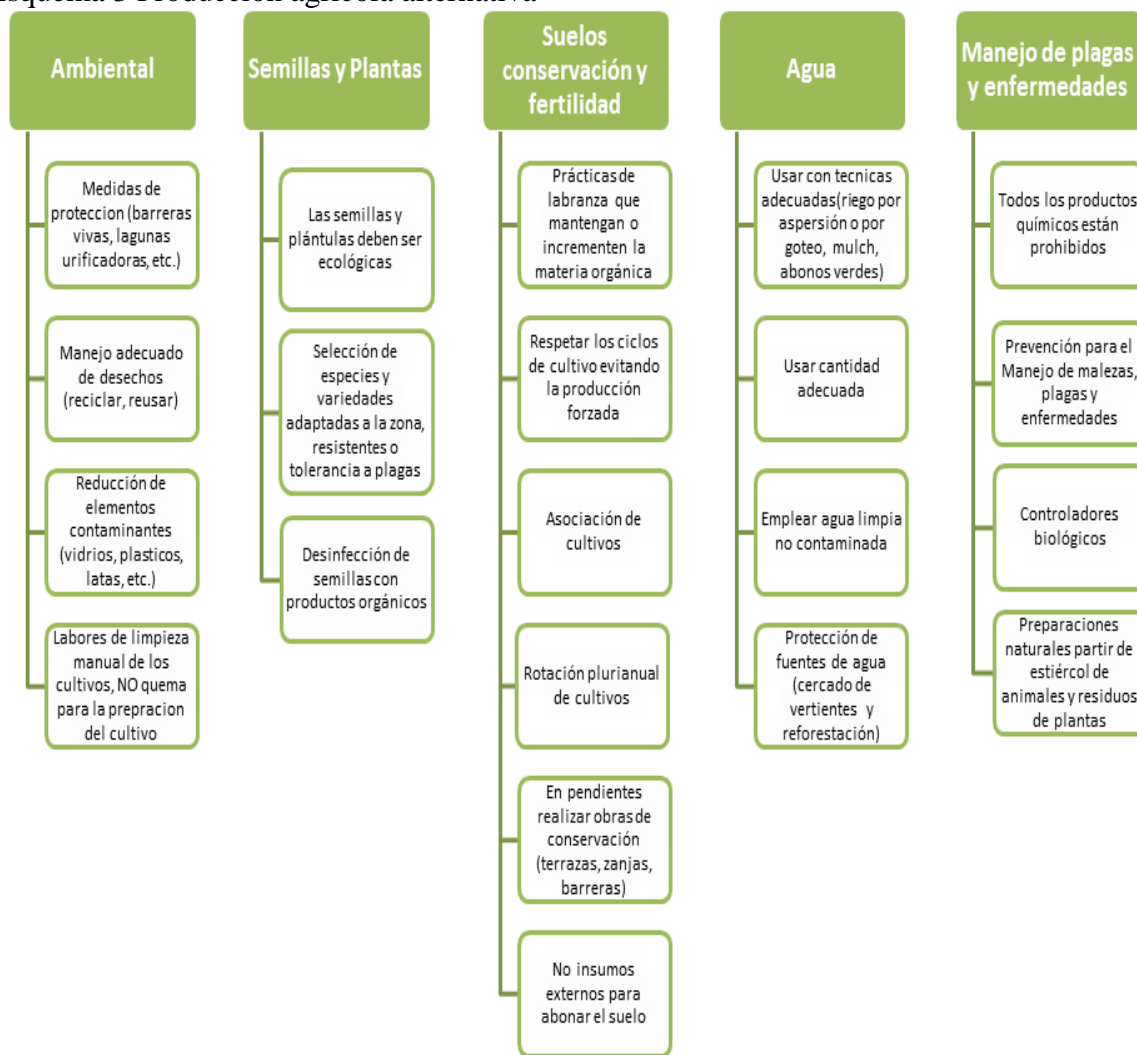 squema 3 Producción agrícola alternativa
Ambiental
Medidas de
proteccion (barreras
vivas, lagunas
urificadoras, etc.)
Manejo adecuado
de desechos
(reciclar, reusar)
Reducción de
elementos
contaminantes
(vidrios, plasticos,
latas, etc.)
Labores de limpieza
manual de los
cultivos, NO quema
para la prepracion
del cultivo
Semillas y Plantas
Las semillas y
plántulas deben ser
ecológicas
Selección de
especies y
variedades
adaptadas a la zona,
resistentes o
tolerancia a plagas
Desinfección de
semillas con
productos orgánicos
Suelos
conservación y
fertilidad
Prácticas de
labranza que
mantengan o
incrementen la
materia orgánica
Respetar los ciclos
de cultivo evitando
la producción
forzada
Asociación de
cultivos
Rotación plurianual
de cultivos
En pendientes
realizar obras de
conservación
(terrazas, zanjas,
barreras)
No insumos
externos para
abonar el suelo
Agua
Usar con tecnicas
adecuadas(riego por
aspersión o por
goteo, mulch,
abonos verdes)
Usar cantidad
adecuada
Emplear agua limpia
no contaminada
Protección de
fuentes de agua
(cercado de
vertientes y
reforestación)
Manejo de plagas
y enfermedades
Todos los productos
químicos están
prohibidos
Prevención para el
Manejo de malezas,
plagas y
enfermedades
Controladores
biológicos
Preparaciones
naturales partir de
estiércol de
animales y residuos
de plantas